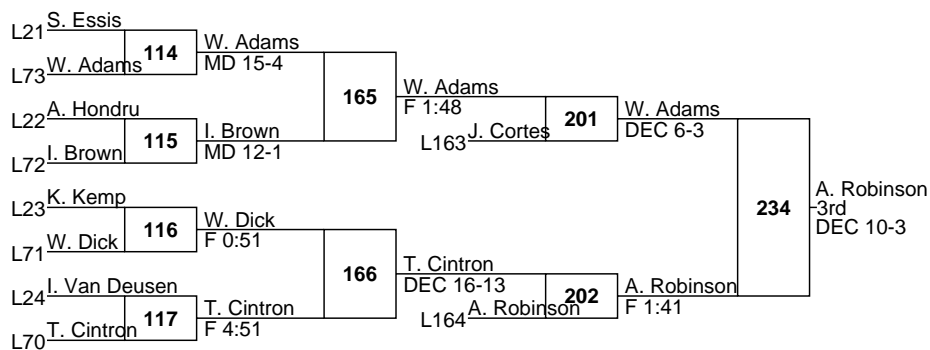 S. Essis
L21
114
W. Adams
MD 15-4
L73
W. Adams
165
W. Adams
F 1:48
A. Hondru
L22
115
I. Brown
MD 12-1
L72
I. Brown
L163
J. Cortes
201
W. Adams
DEC 6-3
K. Kemp
L23
116
W. Dick
F 0:51
L71
W. Dick
234
A. Robinson
3rd
DEC 10-3
166
T. Cintron
DEC 16-13
I. Van Deusen
L24
117
T. Cintron
F 4:51
L70
T. Cintron
L164
A. Robinson
202
A. Robinson
F 1:41